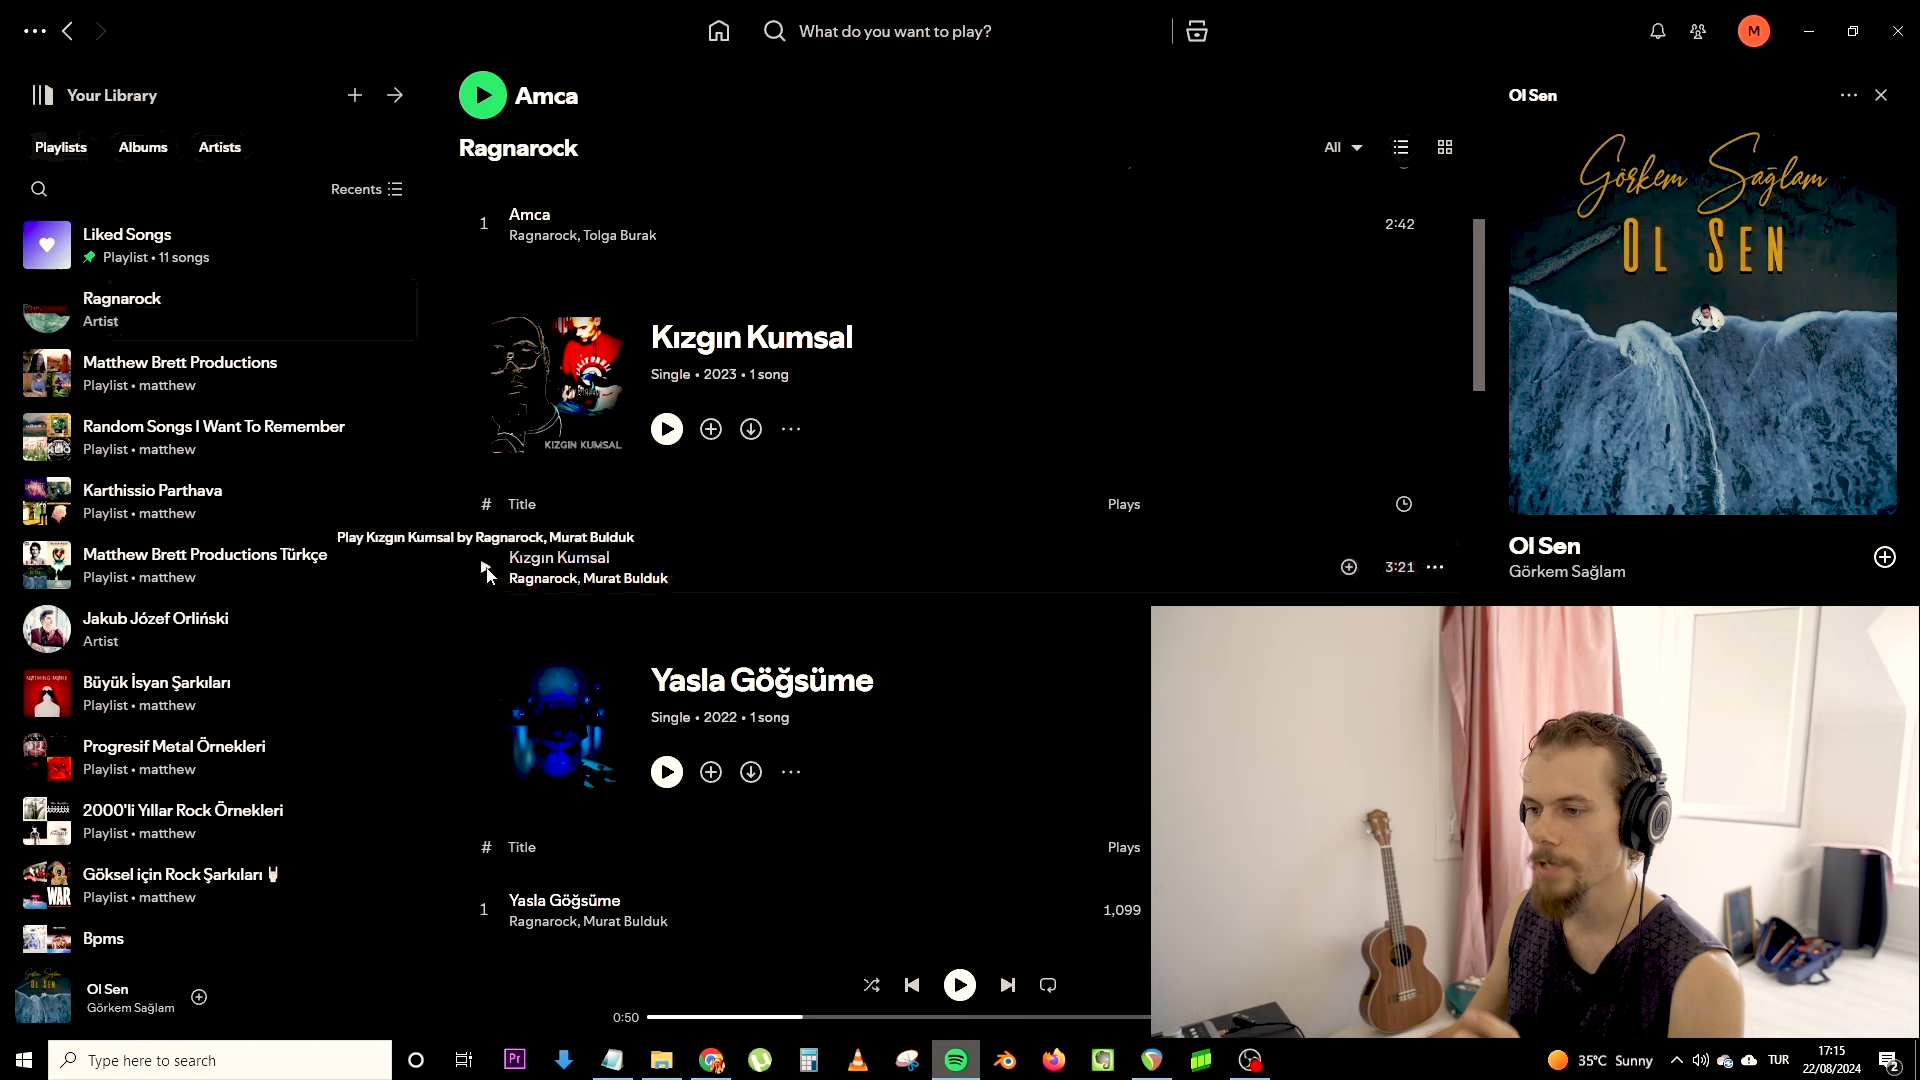 What do you want to play?
M
Your Library
Playlists
Albums
Artists
Recents
Liked Songs
Playlist • 11 songs
Ragnarock
Artist
Matthew Brett Productions
Playlist • matthew
Random Songs I Want To Remember
Playlist • matthew
Karthissio Parthava
Playlist • matthew
Matthew Brett Productions Türkçe
Playlist • matthew
Jakub Józef Orliński
Artist
Büyük İsyan Şarkıları
Playlist • matthew
Progresif Metal Örnekleri
Playlist • matthew
2000'li Yıllar Rock Örnekleri
Playlist • matthew
WAR
Göksel için Rock Şarkıları 🤘🏻
Playlist • matthew
Bpms
Ol Sen
Görkem Sağlam
Amca
Ragnarock
All
1
Amca
Ragnarock, Tolga Burak
2:42
KIZGIN KUMSAL
Kızgın Kumsal
Single • 2023 • 1 song
# Title
Plays
Play Kızgın Kumsal by Ragnarock, Murat Bulduk
Kızgın Kumsal
Ragnarock, Murat Bulduk
3:21
Yasla Göğsüme
Single • 2022 • 1 song
# Title
Plays
1
Yasla Göğsüme
Ragnarock, Murat Bulduk
1,099
0:50
Ol Sen
Görkem Sağlam
OL SEN
Ol Sen
Görkem Sağlam
Type here to search
Pr
35°C Sunny
TUR
17:15
22/08/2024
2